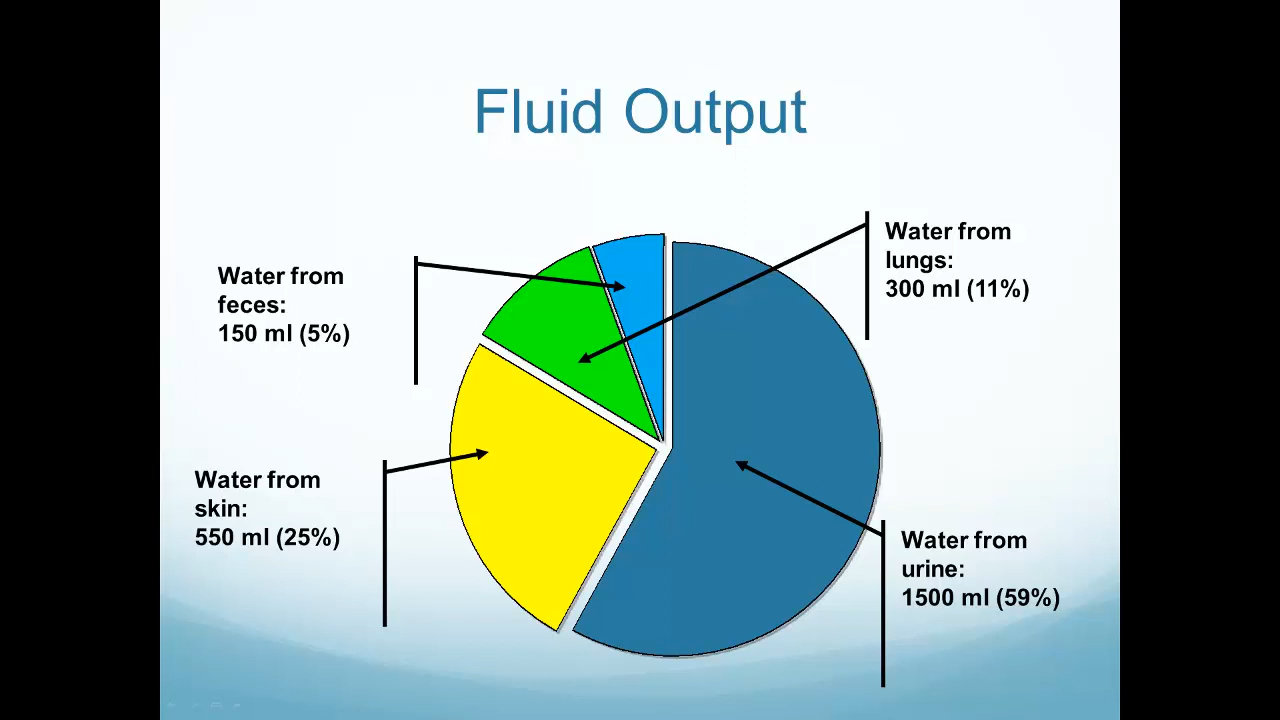 Fluid Output
Water from
feces:
150 ml (5%)
Water from
lungs:
300 ml (11%)
Water from
skin:
550 ml (25%)
Water from
urine:
1500 ml (59%)